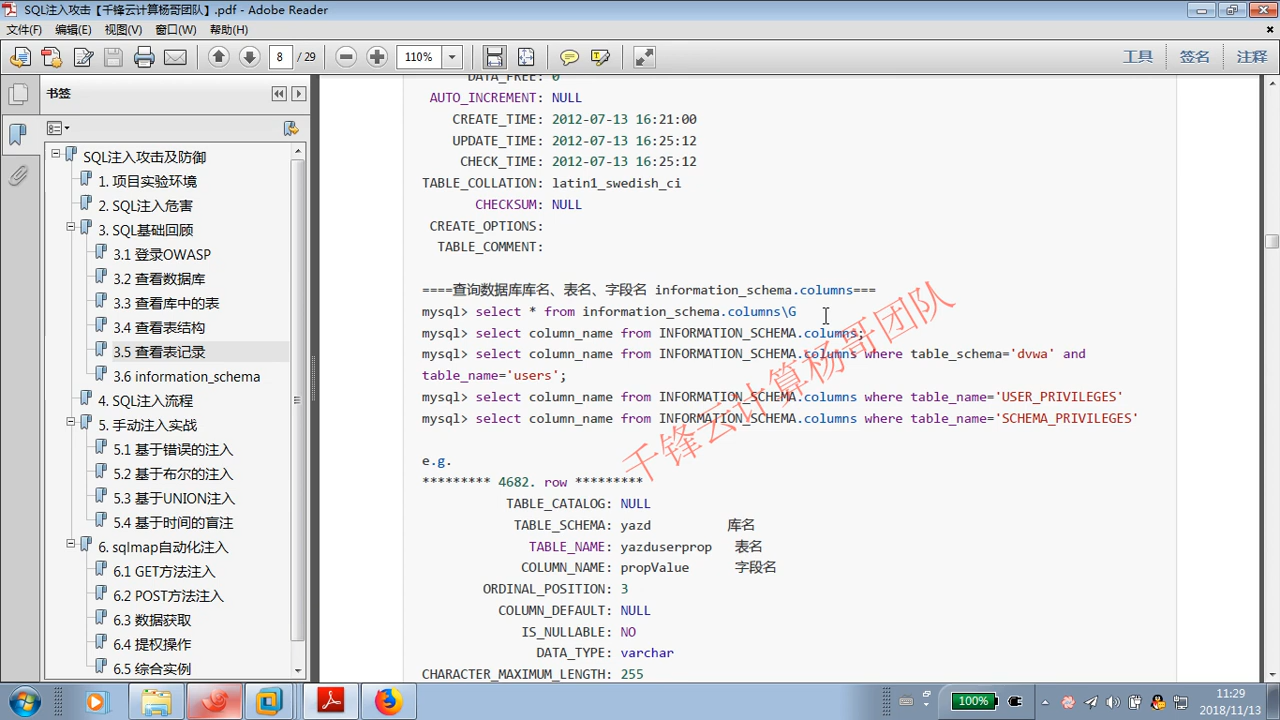 SQL注入攻击【千锋云计算杨哥团队】.pdf - Adobe Reader
文件(F) 编辑(E) 视图(V) 窗口(W) 帮助(H)
8 / 29 110% 工具 签名 注释
书签
SQL注入攻击及防御
1. 项目实验环境
2. SQL注入危害
3. SQL基础回顾
3.1 登录OWASP
3.2 查看数据库
3.3 查看库中的表
3.4 查看表结构
3.5 查看表记录
3.6 information_schema
4. SQL注入流程
5. 手动注入实战
5.1 基于错误的注入
5.2 基于布尔的注入
5.3 基于UNION注入
5.4 基于时间的盲注
6. sqlmap自动化注入
6.1 GET方法注入
6.2 POST方法注入
6.3 数据获取
6.4 提权操作
6.5 综合实例
DATA_FREE: 0
AUTO_INCREMENT: NULL
CREATE_TIME: 2012-07-13 16:21:00
UPDATE_TIME: 2012-07-13 16:25:12
CHECK_TIME: 2012-07-13 16:25:12
TABLE_COLLATION: latin1_swedish_ci
CHECKSUM: NULL
CREATE_OPTIONS:
TABLE_COMMENT:
====查询数据库库名、表名、字段名 information_schema.columns===
mysql> select * from information_schema.columns\G
mysql> select column_name from INFORMATION_SCHEMA.columns;
mysql> select column_name from INFORMATION_SCHEMA.columns where table_schema='dvwa' and
table_name='users';
mysql> select column_name from INFORMATION_SCHEMA.columns where table_name='USER_PRIVILEGES'
mysql> select column_name from INFORMATION_SCHEMA.columns where table_name='SCHEMA_PRIVILEGES'
千锋云计算杨哥团队
e.g.
********* 4682. row *********
TABLE_CATALOG: NULL
TABLE_SCHEMA: yazd 库名
TABLE_NAME: yazduserprop 表名
COLUMN_NAME: propValue 字段名
ORDINAL_POSITION: 3
COLUMN_DEFAULT: NULL
IS_NULLABLE: NO
DATA_TYPE: varchar
CHARACTER_MAXIMUM_LENGTH: 255
100%
11:29
2018/11/13